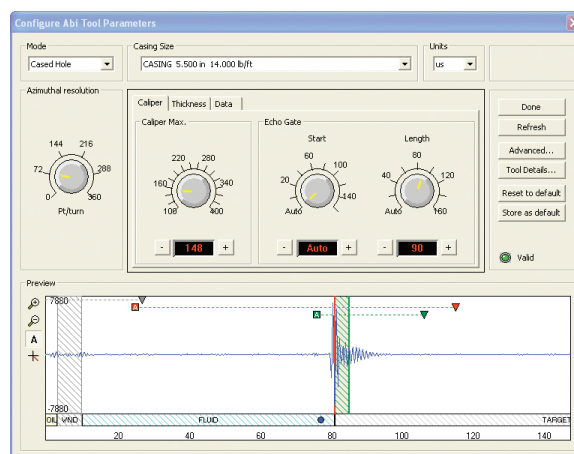 Configure Abi Tool Parameters
Mode
Cased Hole
Casing Size
CASING 5.500 in 14.000 lb/ft
Units
us
Azimuthal resolution
144 216
72 288
0 360
Pt/turn
Caliper Thickness Data
Caliper Max.
220 280
160 340
100 400
- 148 +
Echo Gate
Start
60 100
20 140
Auto
- Auto +
Length
80
40 120
Auto 160
- 90 +
Done
Refresh
Advanced...
Tool Details...
Reset to default
Store as default
Valid
Preview
7880
A A
A
-7880
OIL WND FLUID TARGET
20 40 60 80 100 120 140